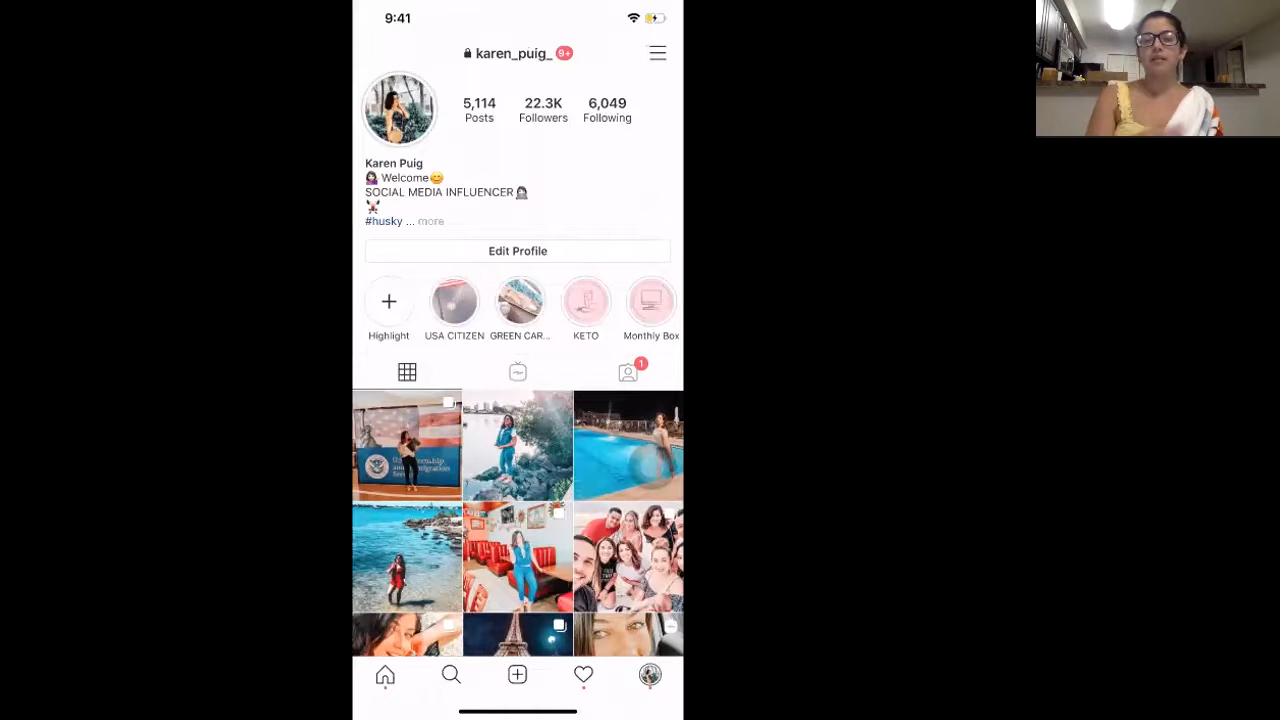 9:41
karen_puig_ 9+
5,114 22.3K 6,049
Posts Followers Following
Karen Puig
Welcome
SOCIAL MEDIA INFLUENCER
#husky ... more
Edit Profile
Highlight USA CITIZEN GREEN CAR... KETO Monthly Box
1